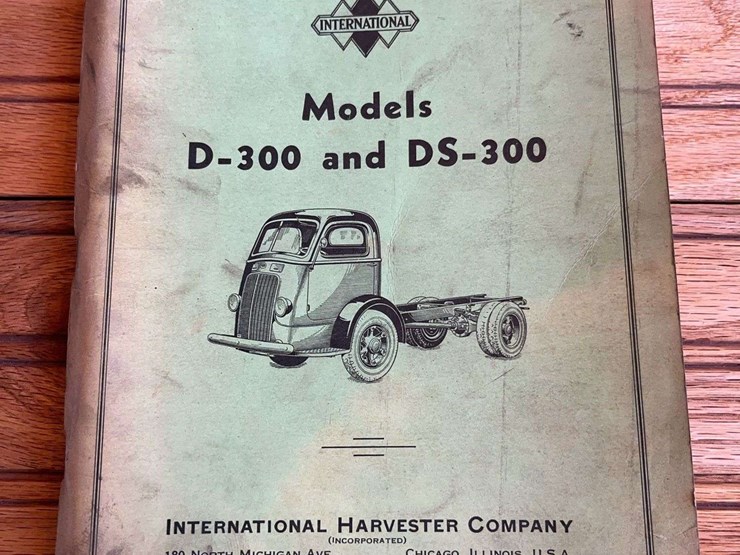 INTERNATIONAL
Models
D-300 and DS-300
INTERNATIONAL HARVESTER COMPANY
(INCORPORATED)
180 NORTH MICHIGAN AVE. CHICAGO, ILLINOIS, U.S.A.